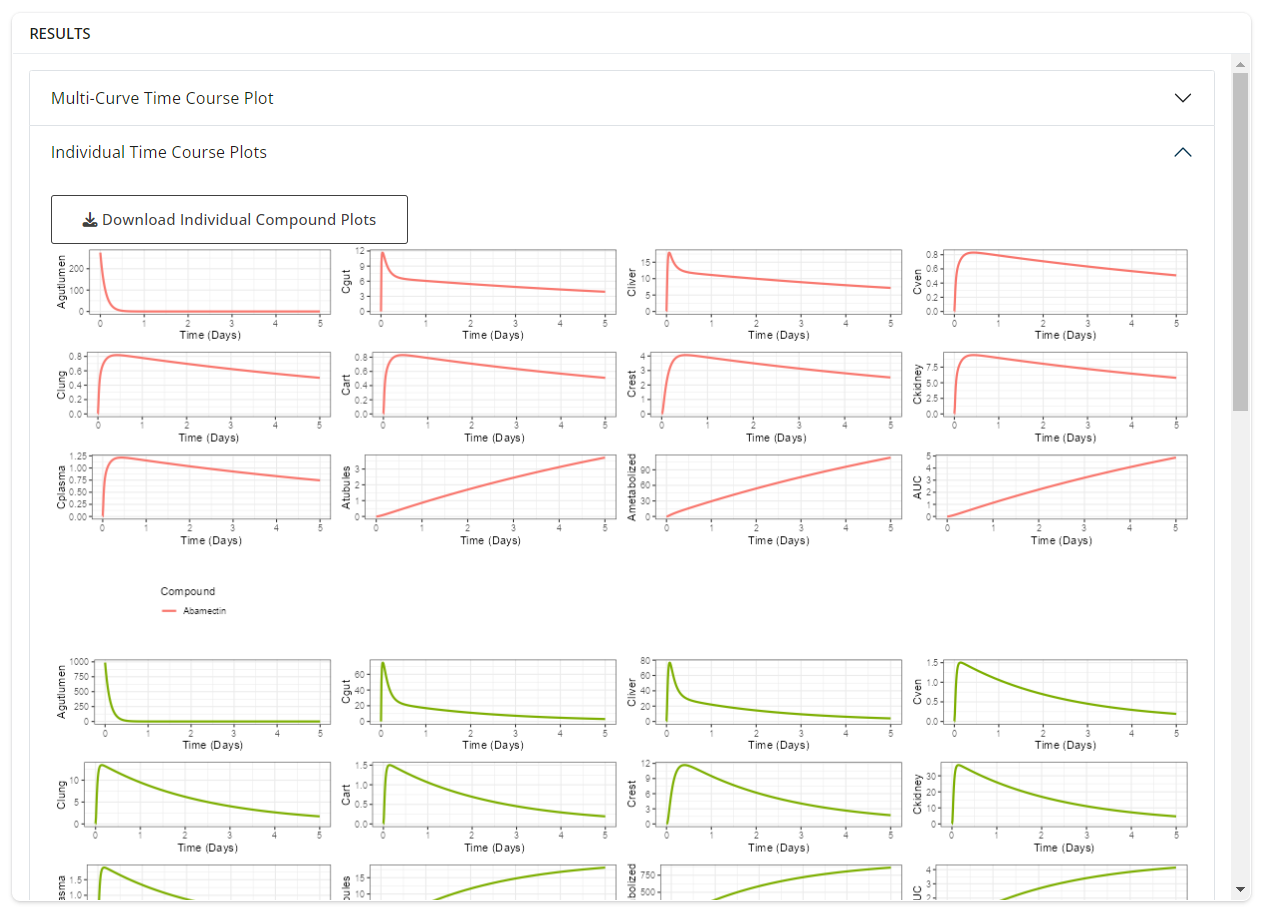 RESULTS
Multi-Curve Time Course Plot
Individual Time Course Plots
Download Individual Compound Plots
Agutlumen
200
100
0
0 1 2 3 4 5
Time (Days)
Cgut
12
9
6
3
0
0 1 2 3 4 5
Time (Days)
Cliver
15
10
5
0
0 1 2 3 4 5
Time (Days)
Cven
0.8
0.6
0.4
0.2
0.0
0 1 2 3 4 5
Time (Days)
Clung
0.8
0.6
0.4
0.2
0.0
0 1 2 3 4 5
Time (Days)
Cart
0.8
0.6
0.4
0.2
0.0
0 1 2 3 4 5
Time (Days)
Crest
4
3
2
1
0
0 1 2 3 4 5
Time (Days)
Ckidney
7.5
5.0
2.5
0.0
0 1 2 3 4 5
Time (Days)
Cplasma
1.25
1.00
0.75
0.50
0.25
0.00
0 1 2 3 4 5
Time (Days)
Atubules
3
2
1
0
0 1 2 3 4 5
Time (Days)
Ametabolized
90
60
30
0
0 1 2 3 4 5
Time (Days)
AUC
5
4
3
2
1
0
0 1 2 3 4 5
Time (Days)
Compound
Abamectin
Agutlumen
1000
750
500
250
0
0 1 2 3 4 5
Time (Days)
Cgut
60
40
20
0
0 1 2 3 4 5
Time (Days)
Cliver
80
60
40
20
0
0 1 2 3 4 5
Time (Days)
Cven
1.5
1.0
0.5
0.0
0 1 2 3 4 5
Time (Days)
Clung
10
5
0
0 1 2 3 4 5
Time (Days)
Cart
1.5
1.0
0.5
0.0
0 1 2 3 4 5
Time (Days)
Crest
12
9
6
3
0
0 1 2 3 4 5
Time (Days)
Ckidney
30
20
10
0
0 1 2 3 4 5
Time (Days)
asma
1.5
1.0
ules
15
10
bolized
750
500
UC
4
3
2